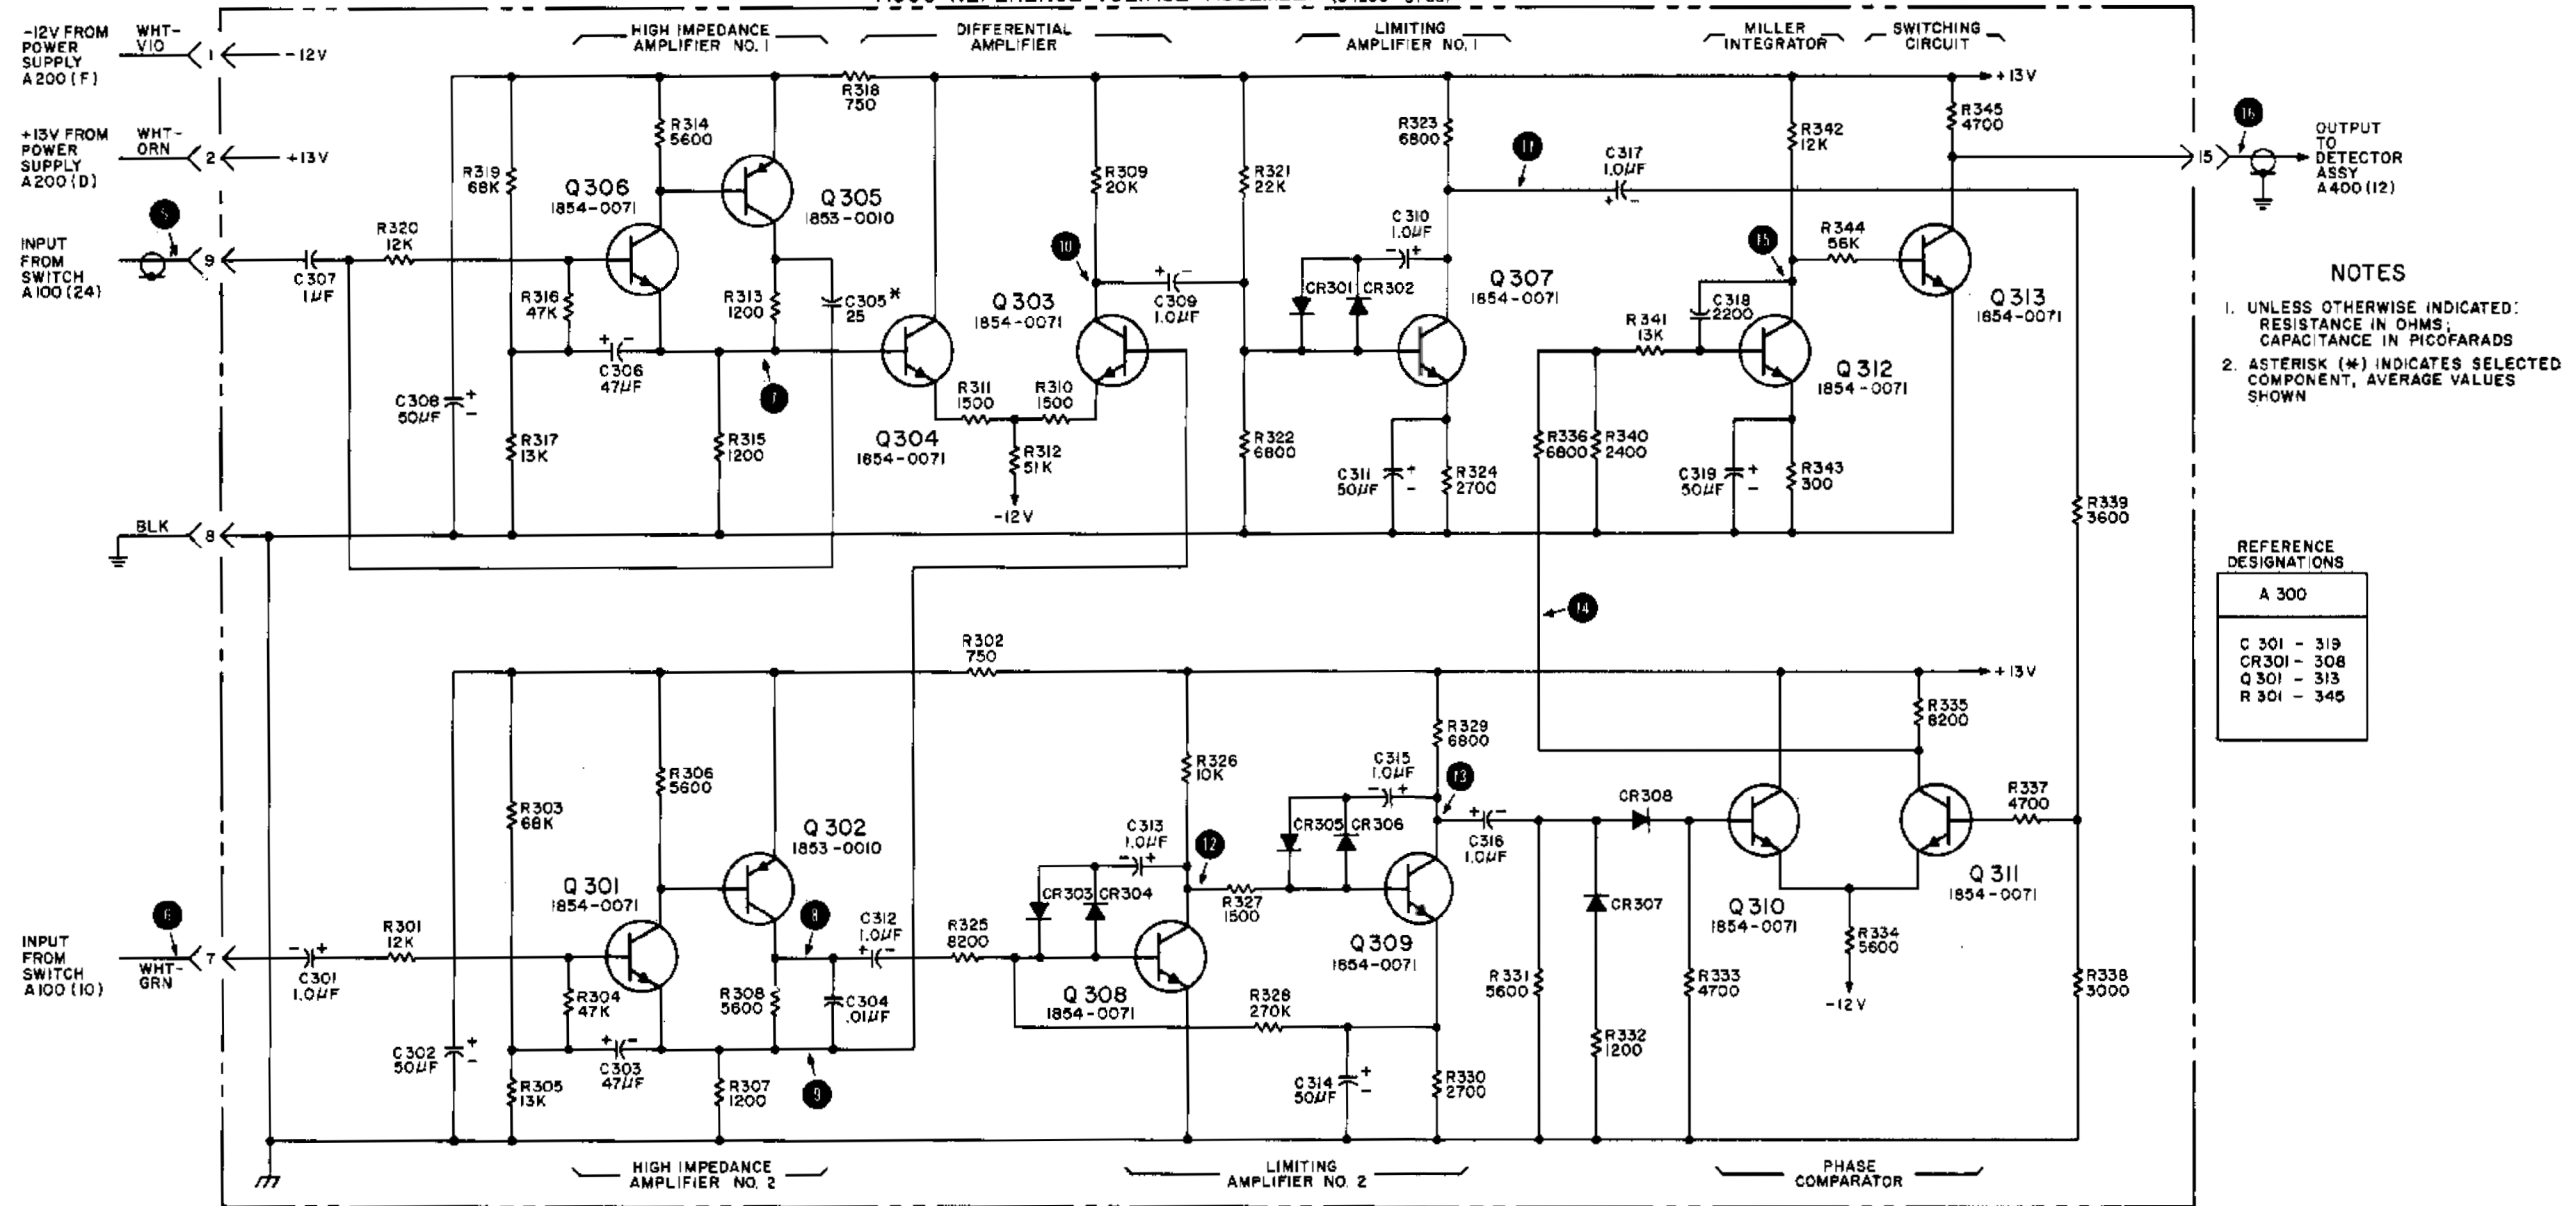 -12V FROM
POWER
SUPPLY
A200(F)
WHT-
VIO
1
-12V
+13V FROM
POWER
SUPPLY
A200(D)
WHT-
ORN
2
+13V
INPUT
FROM
SWITCH
A100(24)
5
9
BLK
8
INPUT
FROM
SWITCH
A100(10)
6
WHT-
GRN
7
HIGH IMPEDANCE
AMPLIFIER NO. 1
DIFFERENTIAL
AMPLIFIER
LIMITING
AMPLIFIER NO. 1
MILLER
INTEGRATOR
SWITCHING
CIRCUIT
C307
1µF
R320
12K
R319
68K
R316
47K
C306
47µF
C308
50µF
R317
13K
R314
5600
Q306
1854-0071
Q305
1853-0010
R313
1200
C305*
25
R315
1200
7
R318
750
Q304
1854-0071
R311
1500
R310
1500
R312
51K
-12V
Q303
1854-0071
R309
20K
10
C309
1.0µF
R321
22K
R322
6800
CR301
CR302
C310
1.0µF
R323
6800
Q307
1854-0071
C311
50µF
R324
2700
11
C317
1.0µF
R336
6800
R340
2400
R341
13K
C318
2200
15
R342
12K
R344
56K
Q312
1854-0071
C319
50µF
R343
300
+13V
R345
4700
Q313
1854-0071
R339
3600
15
16
OUTPUT
TO
DETECTOR
ASSY
A400(12)
NOTES
1. UNLESS OTHERWISE INDICATED:
RESISTANCE IN OHMS;
CAPACITANCE IN PICOFARADS
2. ASTERISK (*) INDICATES SELECTED
COMPONENT, AVERAGE VALUES
SHOWN
REFERENCE
DESIGNATIONS
A 300
C 301 - 319
CR301 - 308
Q 301 - 313
R 301 - 345
14
R302
750
+13V
C301
1.0µF
R301
12K
R303
68K
R304
47K
C303
47µF
C302
50µF
R305
13K
R306
5600
Q301
1854-0071
Q302
1853-0010
R308
5600
R307
1200
8
C304
.01µF
9
C312
1.0µF
R325
8200
CR303
CR304
C313
1.0µF
R326
10K
12
Q308
1854-0071
R327
1500
R328
270K
CR305
CR306
C315
1.0µF
R329
6800
13
Q309
1854-0071
C314
50µF
R330
2700
C316
1.0µF
R331
5600
CR307
R332
1200
CR308
R333
4700
Q310
1854-0071
R334
5600
-12V
R335
8200
Q311
1854-0071
R337
4700
R338
3000
HIGH IMPEDANCE
AMPLIFIER NO. 2
LIMITING
AMPLIFIER NO. 2
PHASE
COMPARATOR